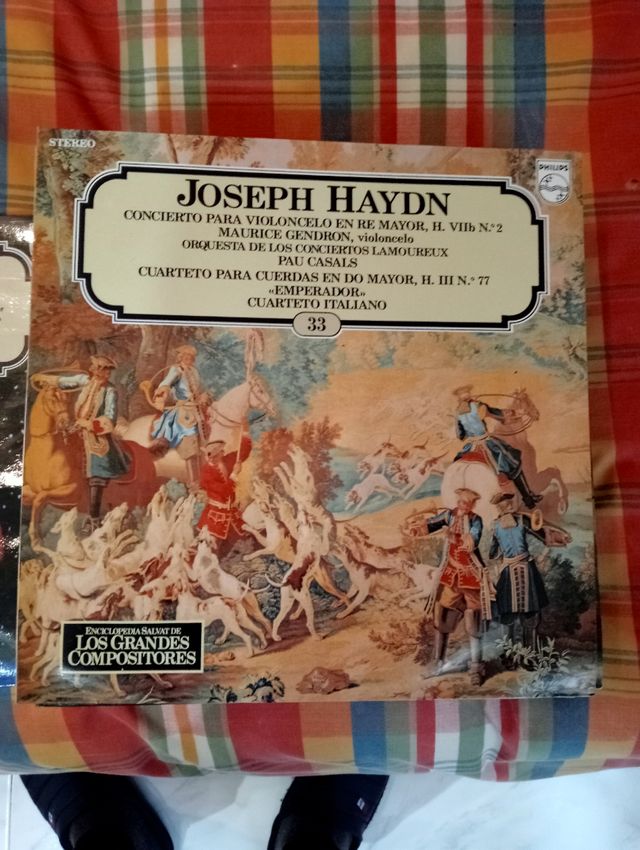 STEREO
PHILIPS
JOSEPH HAYDN
CONCIERTO PARA VIOLONCELO EN RE MAYOR, H. VIIb N.º 2
MAURICE GENDRON, violoncelo
ORQUESTA DE LOS CONCIERTOS LAMOUREUX
PAU CASALS
CUARTETO PARA CUERDAS EN DO MAYOR, H. III N.º 77
«EMPERADOR»
CUARTETO ITALIANO
33
ENCICLOPEDIA SALVAT DE
LOS GRANDES
COMPOSITORES